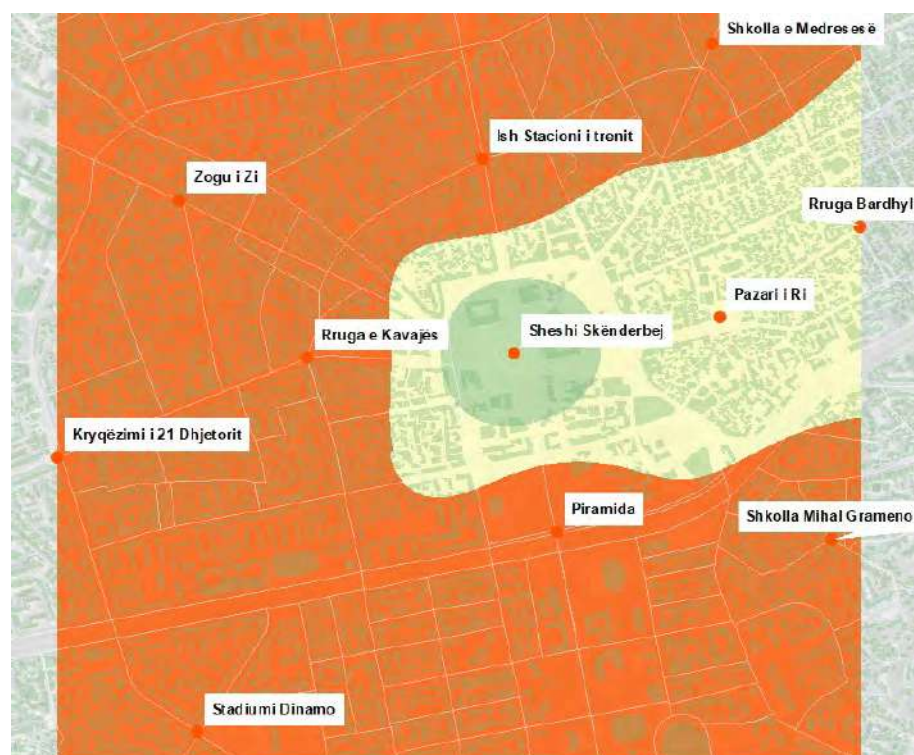 Shkolla e Medresesë
Ish Stacioni i trenit
Zogu i Zi
Rruga Bardhyl
Pazari i Ri
Sheshi Skënderbej
Rruga e Kavajës
Kryqëzimi i 21 Dhjetorit
Piramida
Shkolla Mihal Grameno
Stadiumi Dinamo